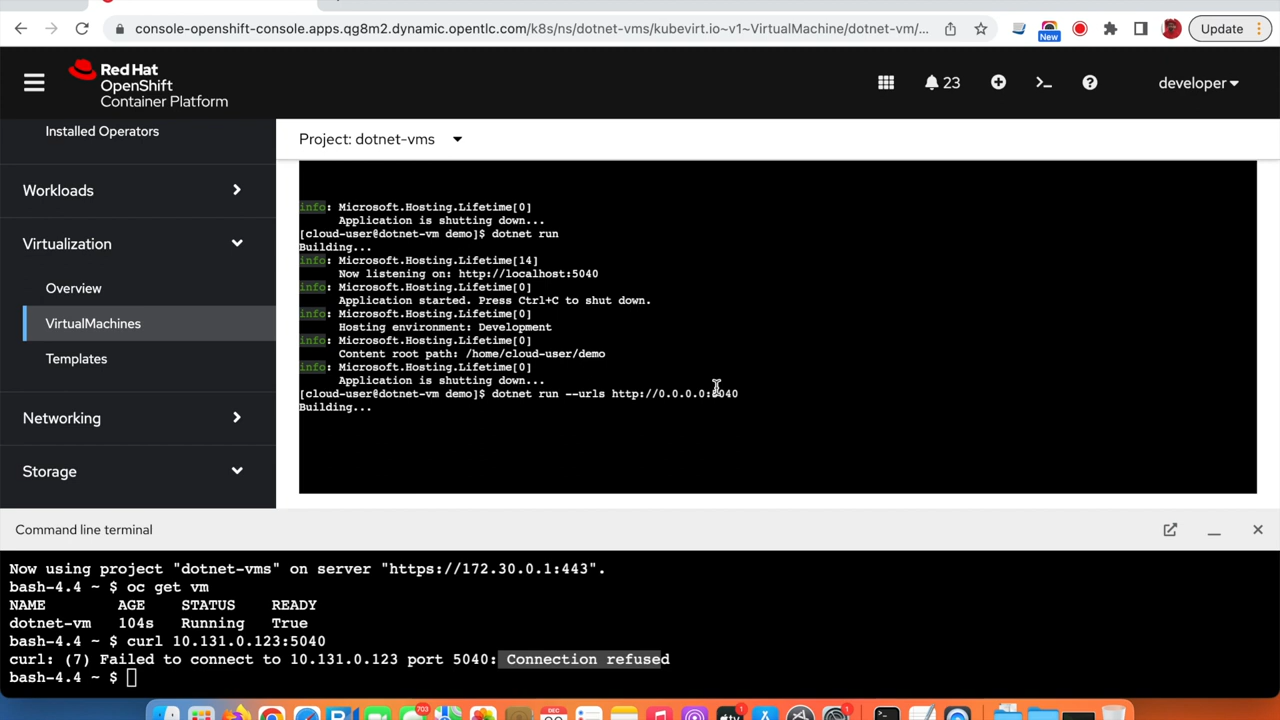 console-openshift-console.apps.qg8m2.dynamic.opentlc.com/k8s/ns/dotnet-vms/kubevirt.io~v1~VirtualMachine/dotnet-vm/...
New
Update
Red Hat
OpenShift
Container Platform
23
developer
Installed Operators
Workloads
Virtualization
Overview
VirtualMachines
Templates
Networking
Storage
Project: dotnet-vms
info: Microsoft.Hosting.Lifetime[0]
Application is shutting down...
[cloud-user@dotnet-vm demo]$ dotnet run
Building...
info: Microsoft.Hosting.Lifetime[14]
Now listening on: http://localhost:5040
info: Microsoft.Hosting.Lifetime[0]
Application started. Press Ctrl+C to shut down.
info: Microsoft.Hosting.Lifetime[0]
Hosting environment: Development
info: Microsoft.Hosting.Lifetime[0]
Content root path: /home/cloud-user/demo
info: Microsoft.Hosting.Lifetime[0]
Application is shutting down...
[cloud-user@dotnet-vm demo]$ dotnet run --urls http://0.0.0.0:5040
Building...
Command line terminal
Now using project "dotnet-vms" on server "https://172.30.0.1:443".
bash-4.4 ~ $ oc get vm
NAME AGE STATUS READY
dotnet-vm 104s Running True
bash-4.4 ~ $ curl 10.131.0.123:5040
curl: (7) Failed to connect to 10.131.0.123 port 5040: Connection refused
bash-4.4 ~ $
703
1
1